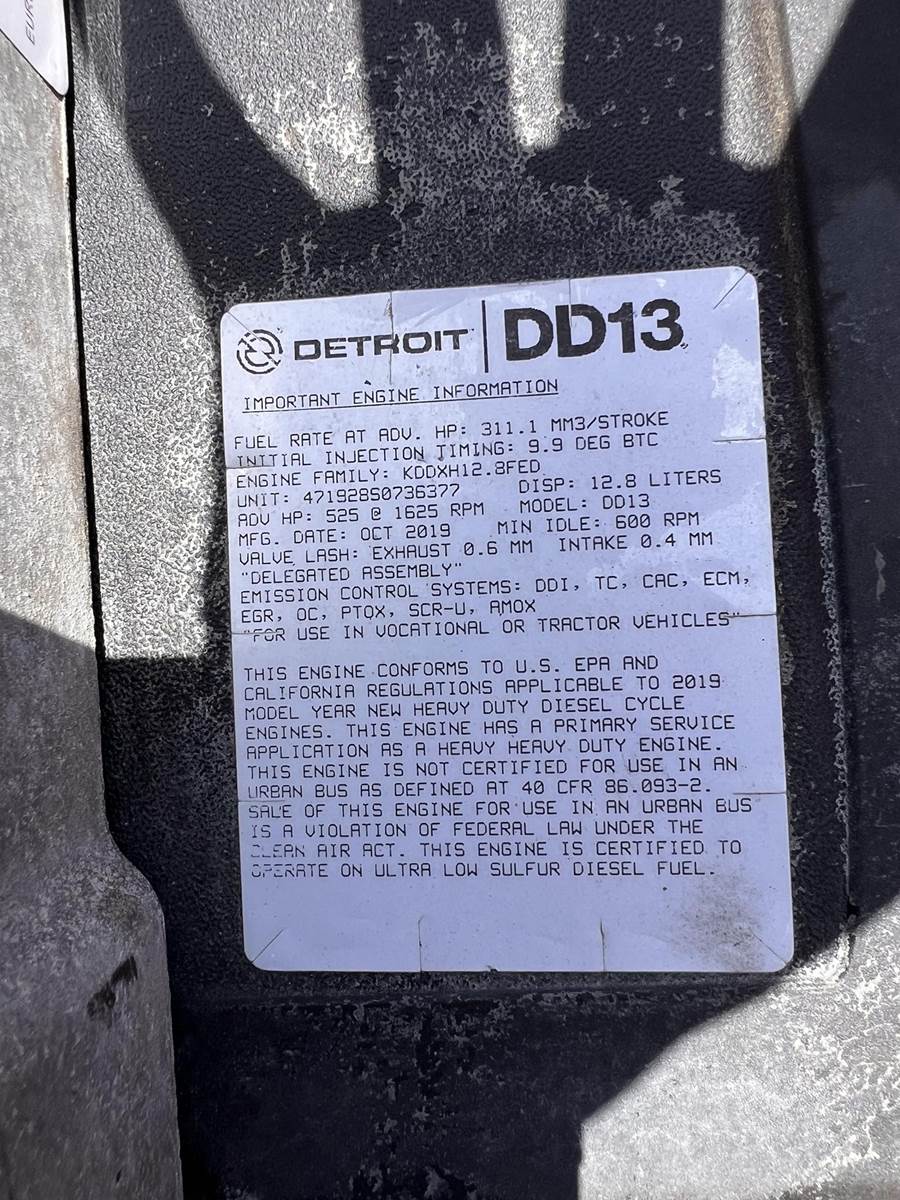 DETROIT DD13
IMPORTANT ENGINE INFORMATION
FUEL RATE AT ADV. HP: 311.1 MM3/STROKE
INITIAL INJECTION TIMING: 9.9 DEG BTC
ENGINE FAMILY: KDDXH12.8FED
UNIT: 471928S0736377 DISP: 12.8 LITERS
ADV HP: 525 @ 1625 RPM MODEL: DD13
MFG. DATE: OCT 2019 MIN IDLE: 600 RPM
VALVE LASH: EXHAUST 0.6 MM INTAKE 0.4 MM
"DELEGATED ASSEMBLY"
EMISSION CONTROL SYSTEMS: DDI, TC, CAC, ECM,
EGR, OC, PTOX, SCR-U, AMOX
"FOR USE IN VOCATIONAL OR TRACTOR VEHICLES"
THIS ENGINE CONFORMS TO U.S. EPA AND
CALIFORNIA REGULATIONS APPLICABLE TO 2019
MODEL YEAR NEW HEAVY DUTY DIESEL CYCLE
ENGINES. THIS ENGINE HAS A PRIMARY SERVICE
APPLICATION AS A HEAVY HEAVY DUTY ENGINE.
THIS ENGINE IS NOT CERTIFIED FOR USE IN AN
URBAN BUS AS DEFINED AT 40 CFR 86.093-2.
SALE OF THIS ENGINE FOR USE IN AN URBAN BUS
IS A VIOLATION OF FEDERAL LAW UNDER THE
CLEAN AIR ACT. THIS ENGINE IS CERTIFIED TO
OPERATE ON ULTRA LOW SULFUR DIESEL FUEL.